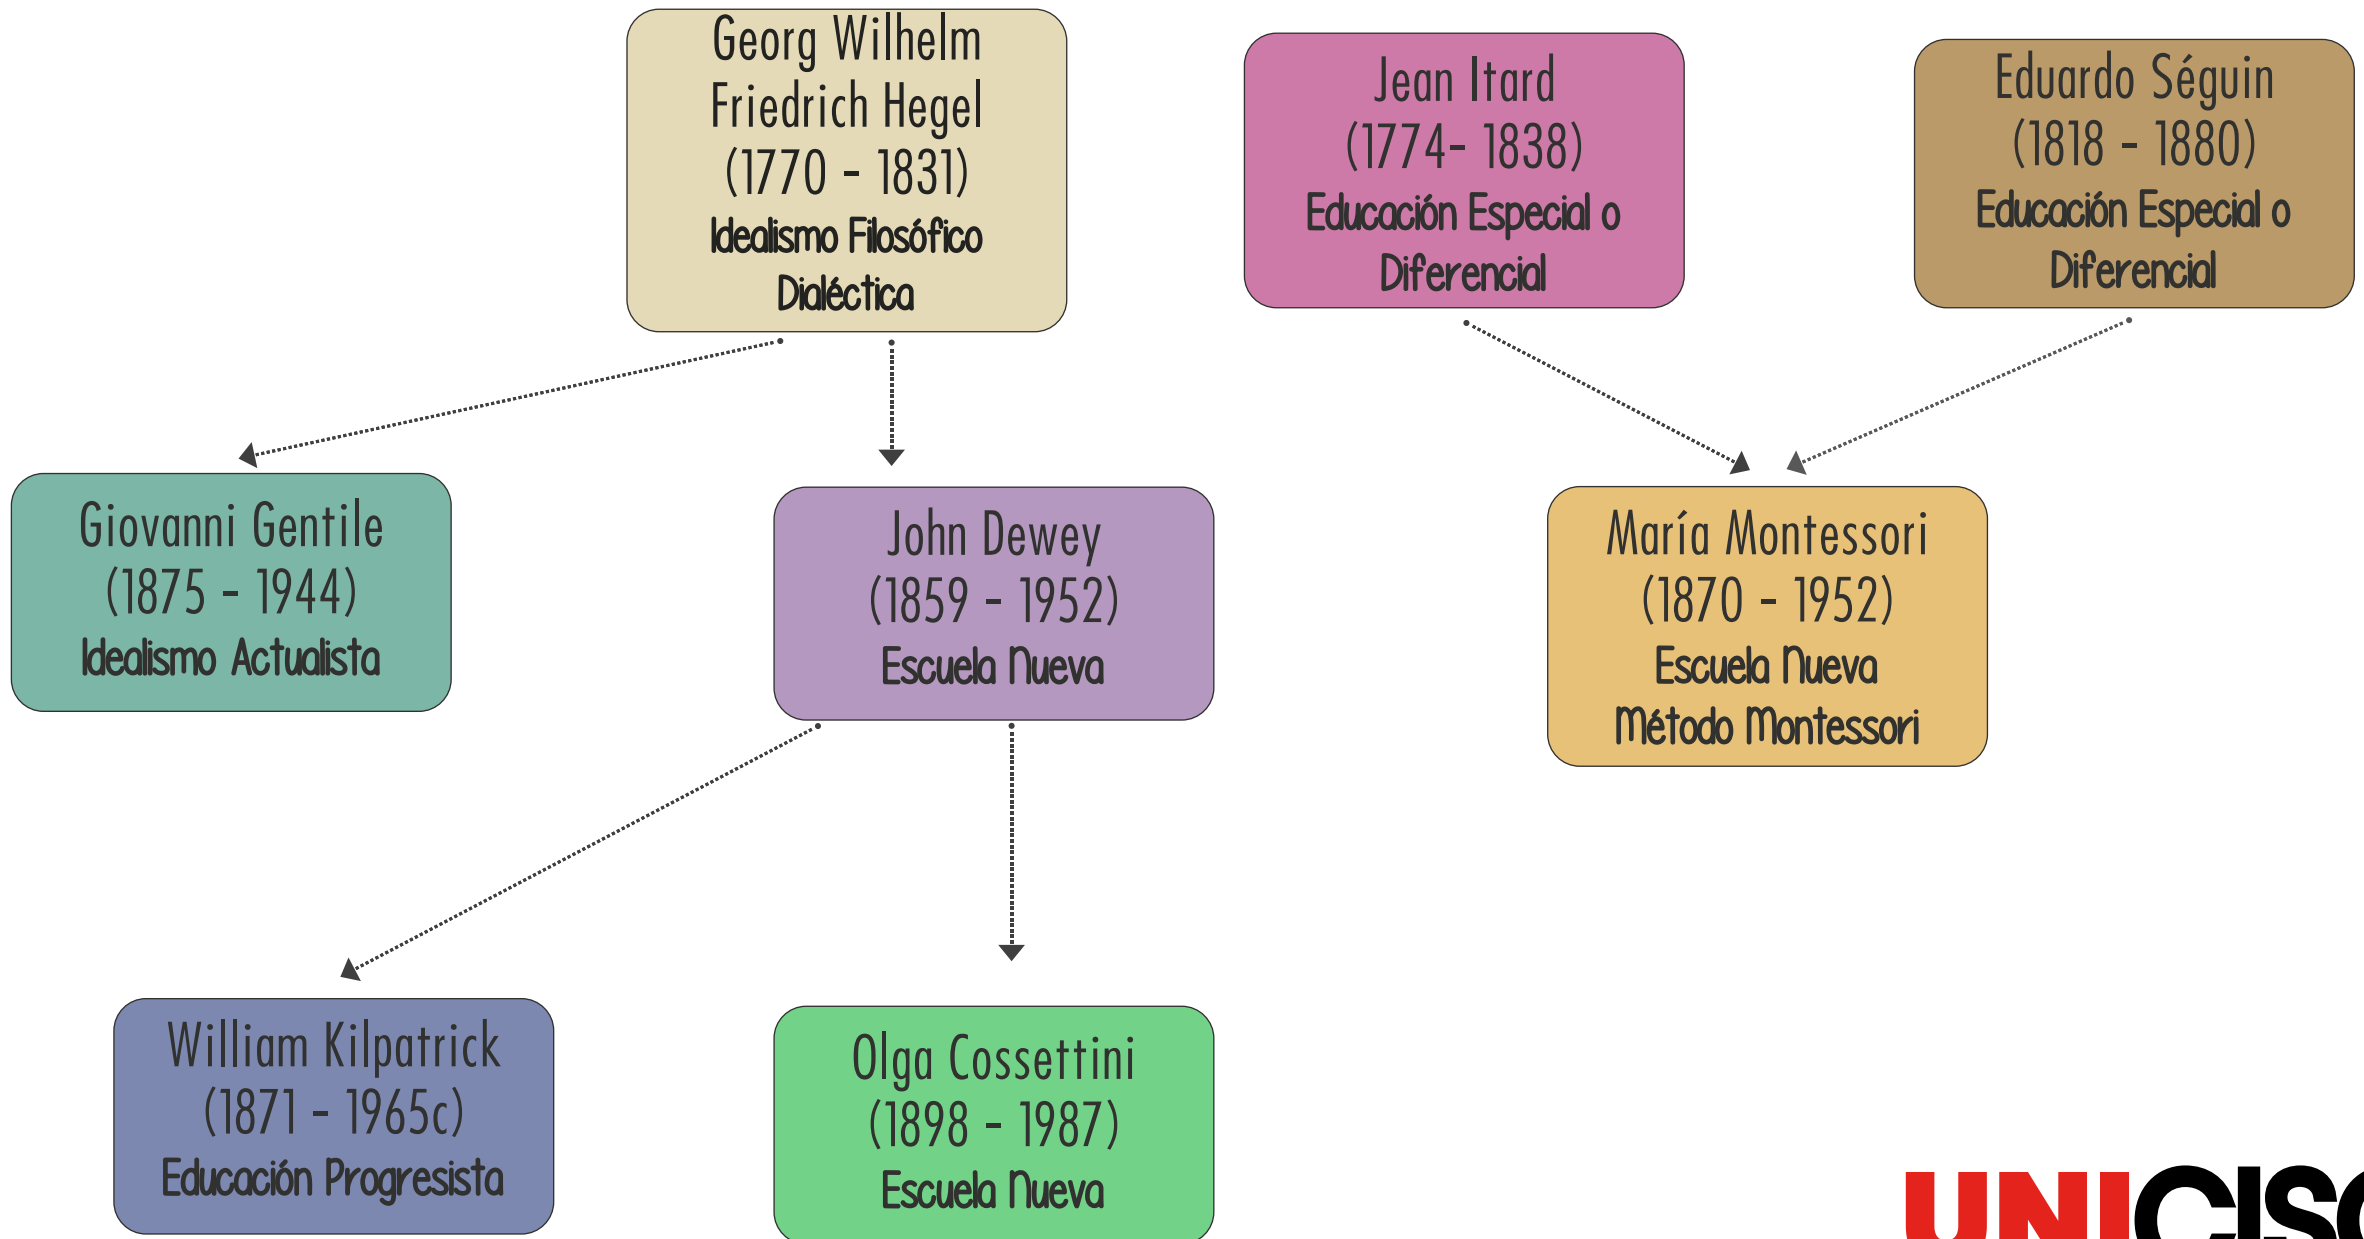 Georg Wilhelm
Friedrich Hegel
(1770 - 1831)
Idealismo Filosófico
Dialéctica
Jean Itard
(1774- 1838)
Educación Especial o
Diferencial
Eduardo Séguin
(1818 - 1880)
Educación Especial o
Diferencial
Giovanni Gentile
(1875 - 1944)
Idealismo Actualista
John Dewey
(1859 - 1952)
Escuela Nueva
María Montessori
(1870 - 1952)
Escuela Nueva
Método Montessori
William Kilpatrick
(1871 - 1965c)
Educación Progresista
Olga Cossettini
(1898 - 1987)
Escuela Nueva